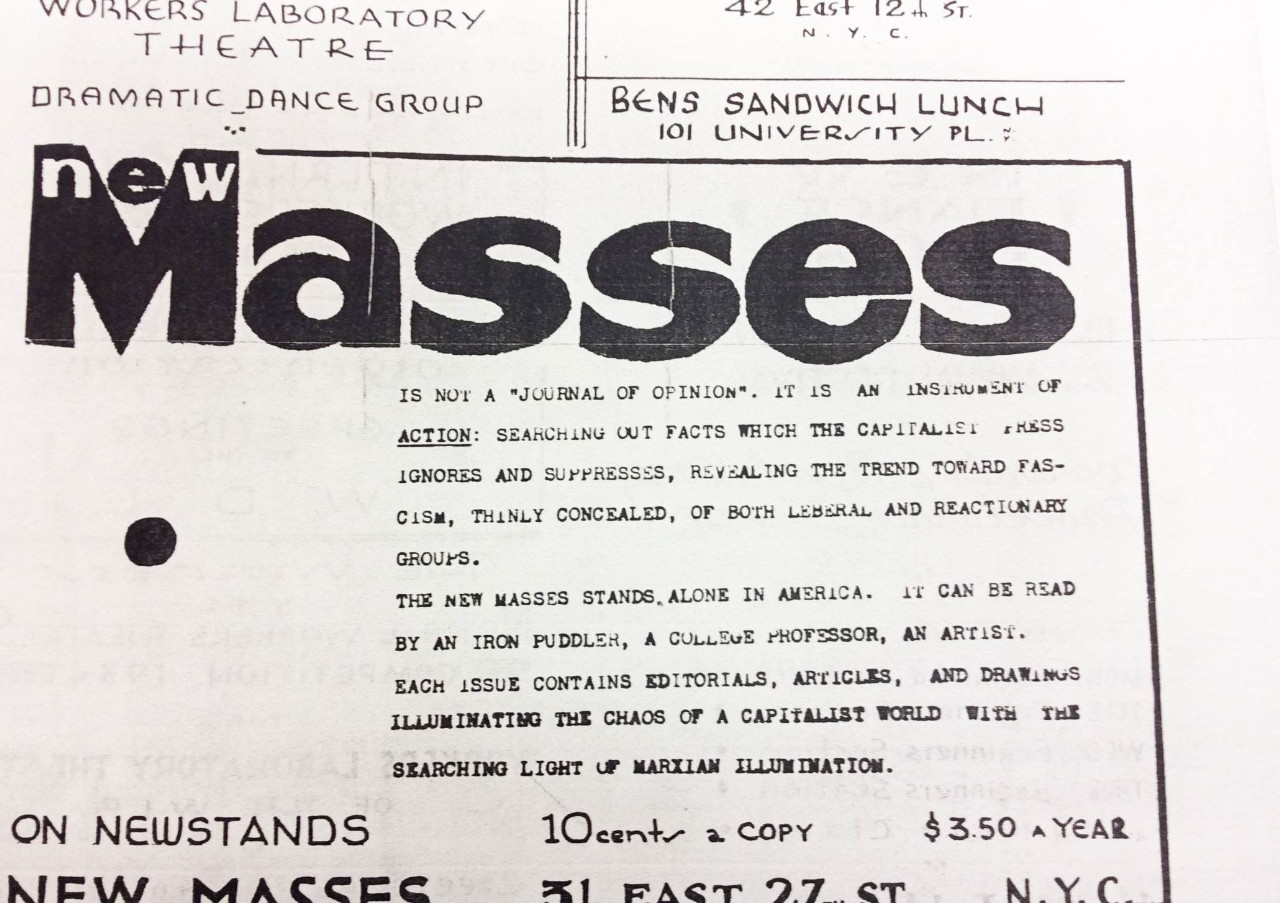 WORKERS LABORATORY
THEATRE
DRAMATIC DANCE GROUP
42 East 12th St.
N. Y. C.
BENS SANDWICH LUNCH
101 UNIVERSITY PL.
new
Masses
IS NOT A "JOURNAL OF OPINION". IT IS AN INSTRUMENT OF
ACTION: SEARCHING OUT FACTS WHICH THE CAPITALIST PRESS
IGNORES AND SUPPRESSES, REVEALING THE TREND TOWARD FAS-
CISM, THINLY CONCEALED, OF BOTH LEBERAL AND REACTIONARY
GROUPS.
THE NEW MASSES STANDS ALONE IN AMERICA. IT CAN BE READ
BY AN IRON PUDDLER, A COLLEGE PROFESSOR, AN ARTIST.
EACH ISSUE CONTAINS EDITORIALS, ARTICLES, AND DRAWINGS
ILLUMINATING THE CHAOS OF A CAPITALIST WORLD WITH THE
SEARCHING LIGHT OF MARXIAN ILLUMINATION.
ON NEWSTANDS 10 cents a COPY $3.50 A YEAR
NEW MASSES 31 EAST 27TH ST. N.Y.C.